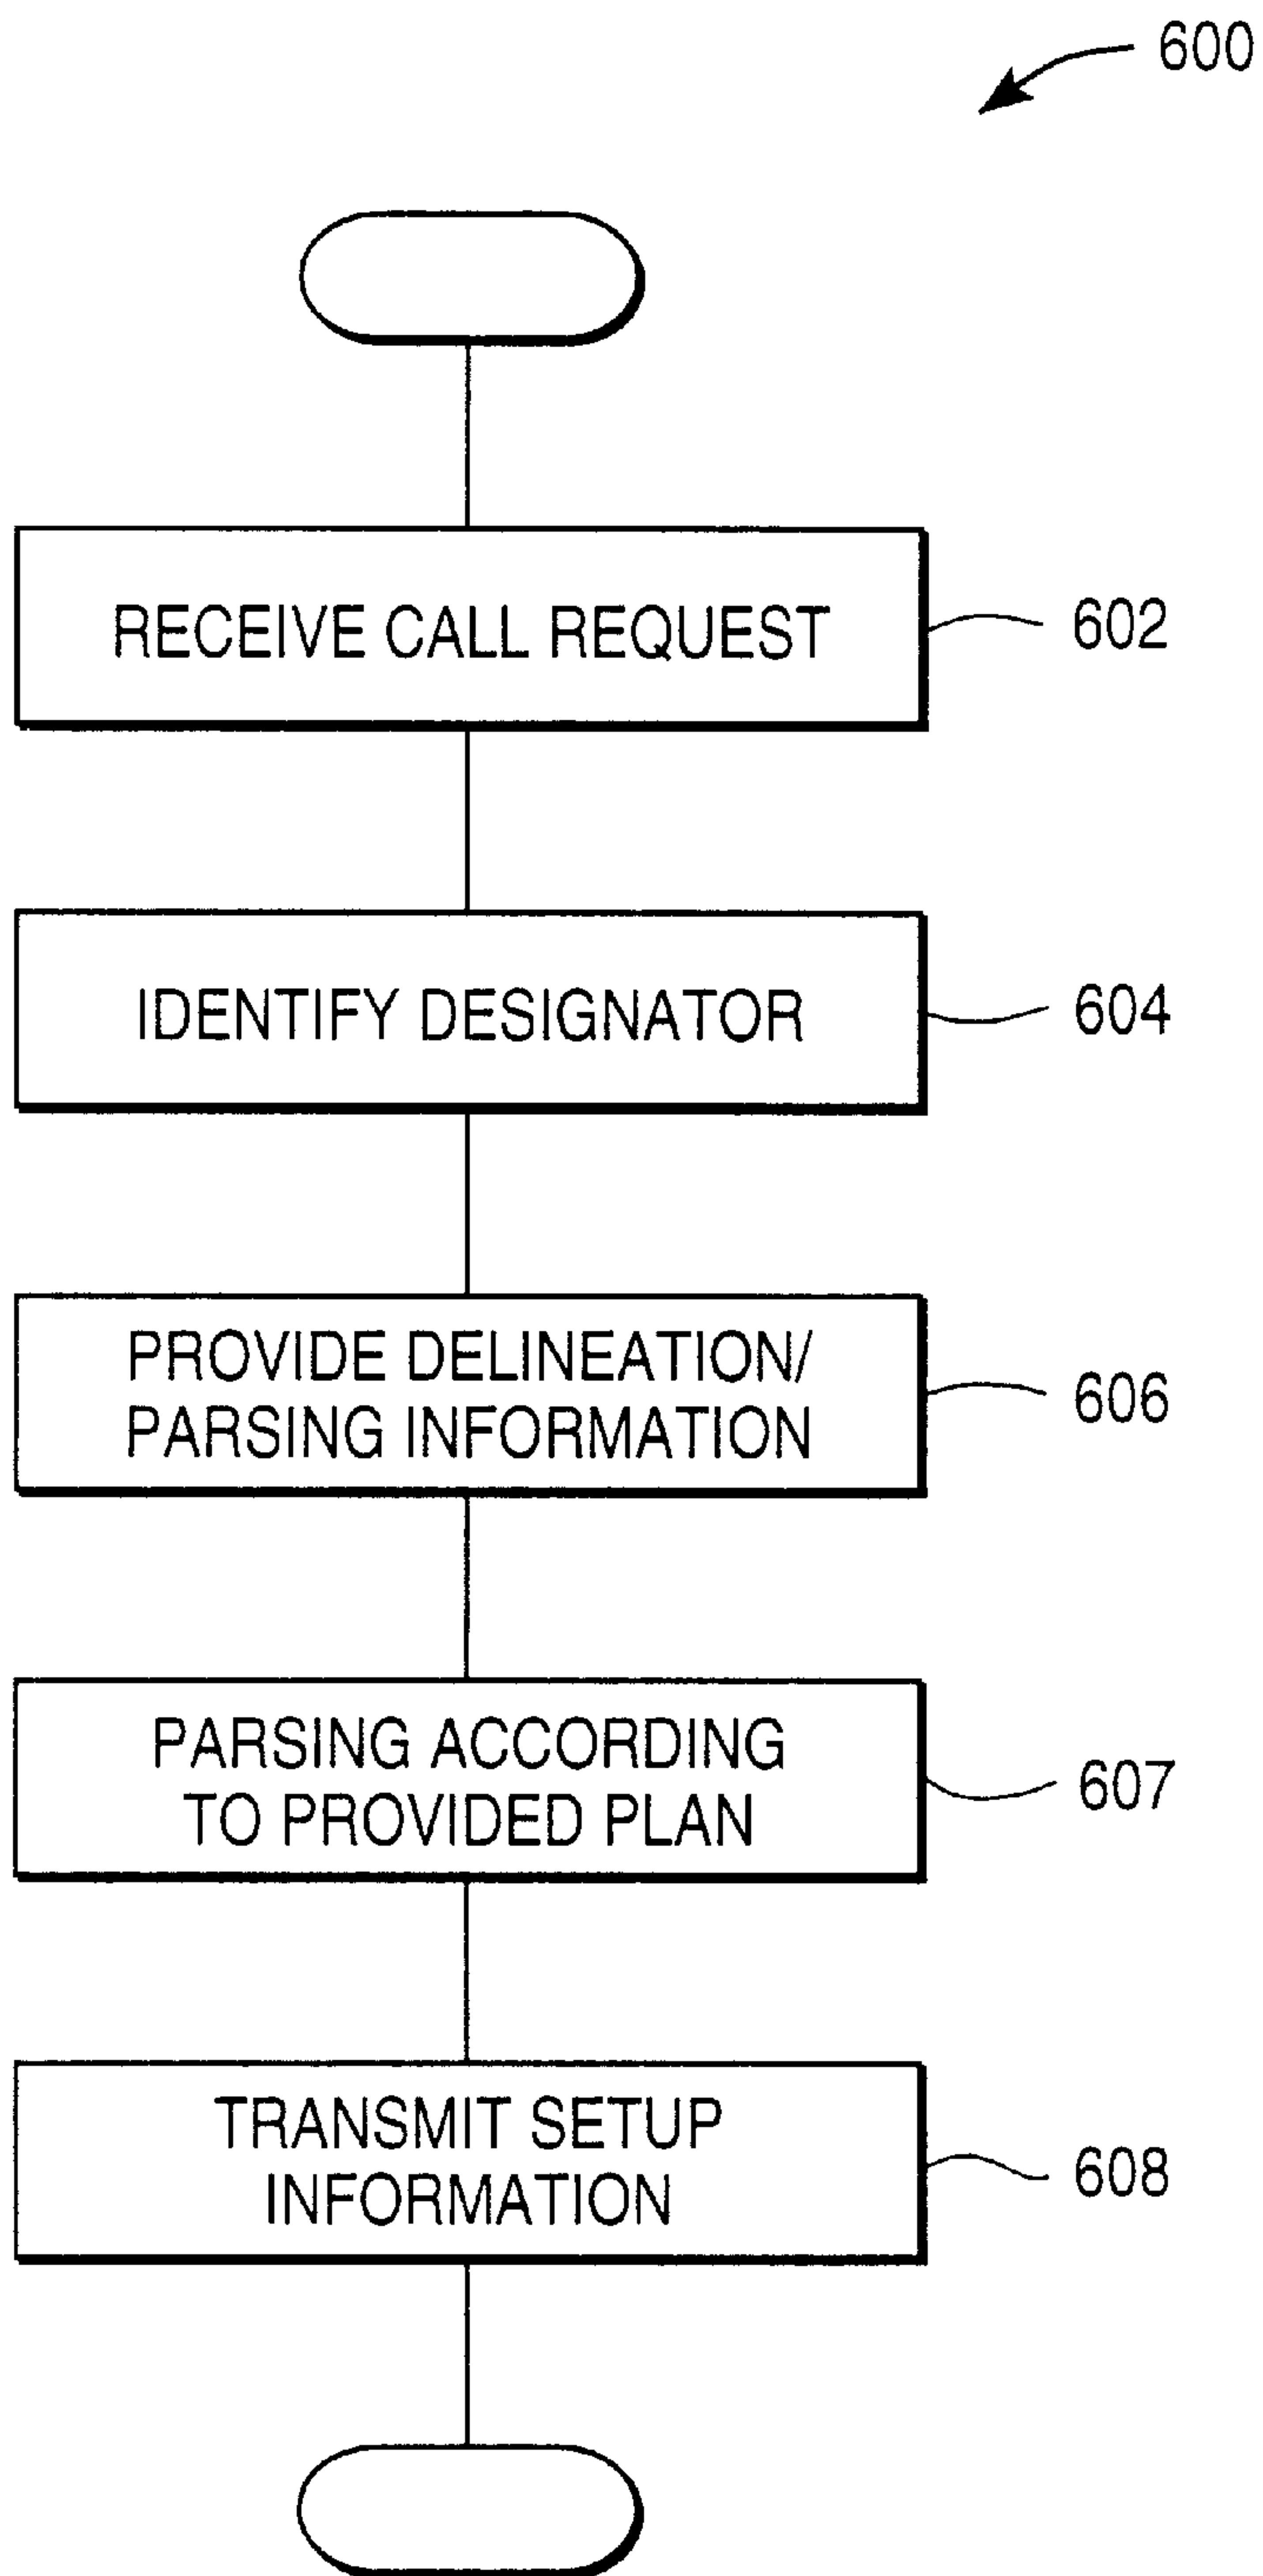 600
RECEIVE CALL REQUEST
602
IDENTIFY DESIGNATOR
604
PROVIDE DELINEATION/
PARSING INFORMATION
606
PARSING ACCORDING
TO PROVIDED PLAN
607
TRANSMIT SETUP
INFORMATION
608